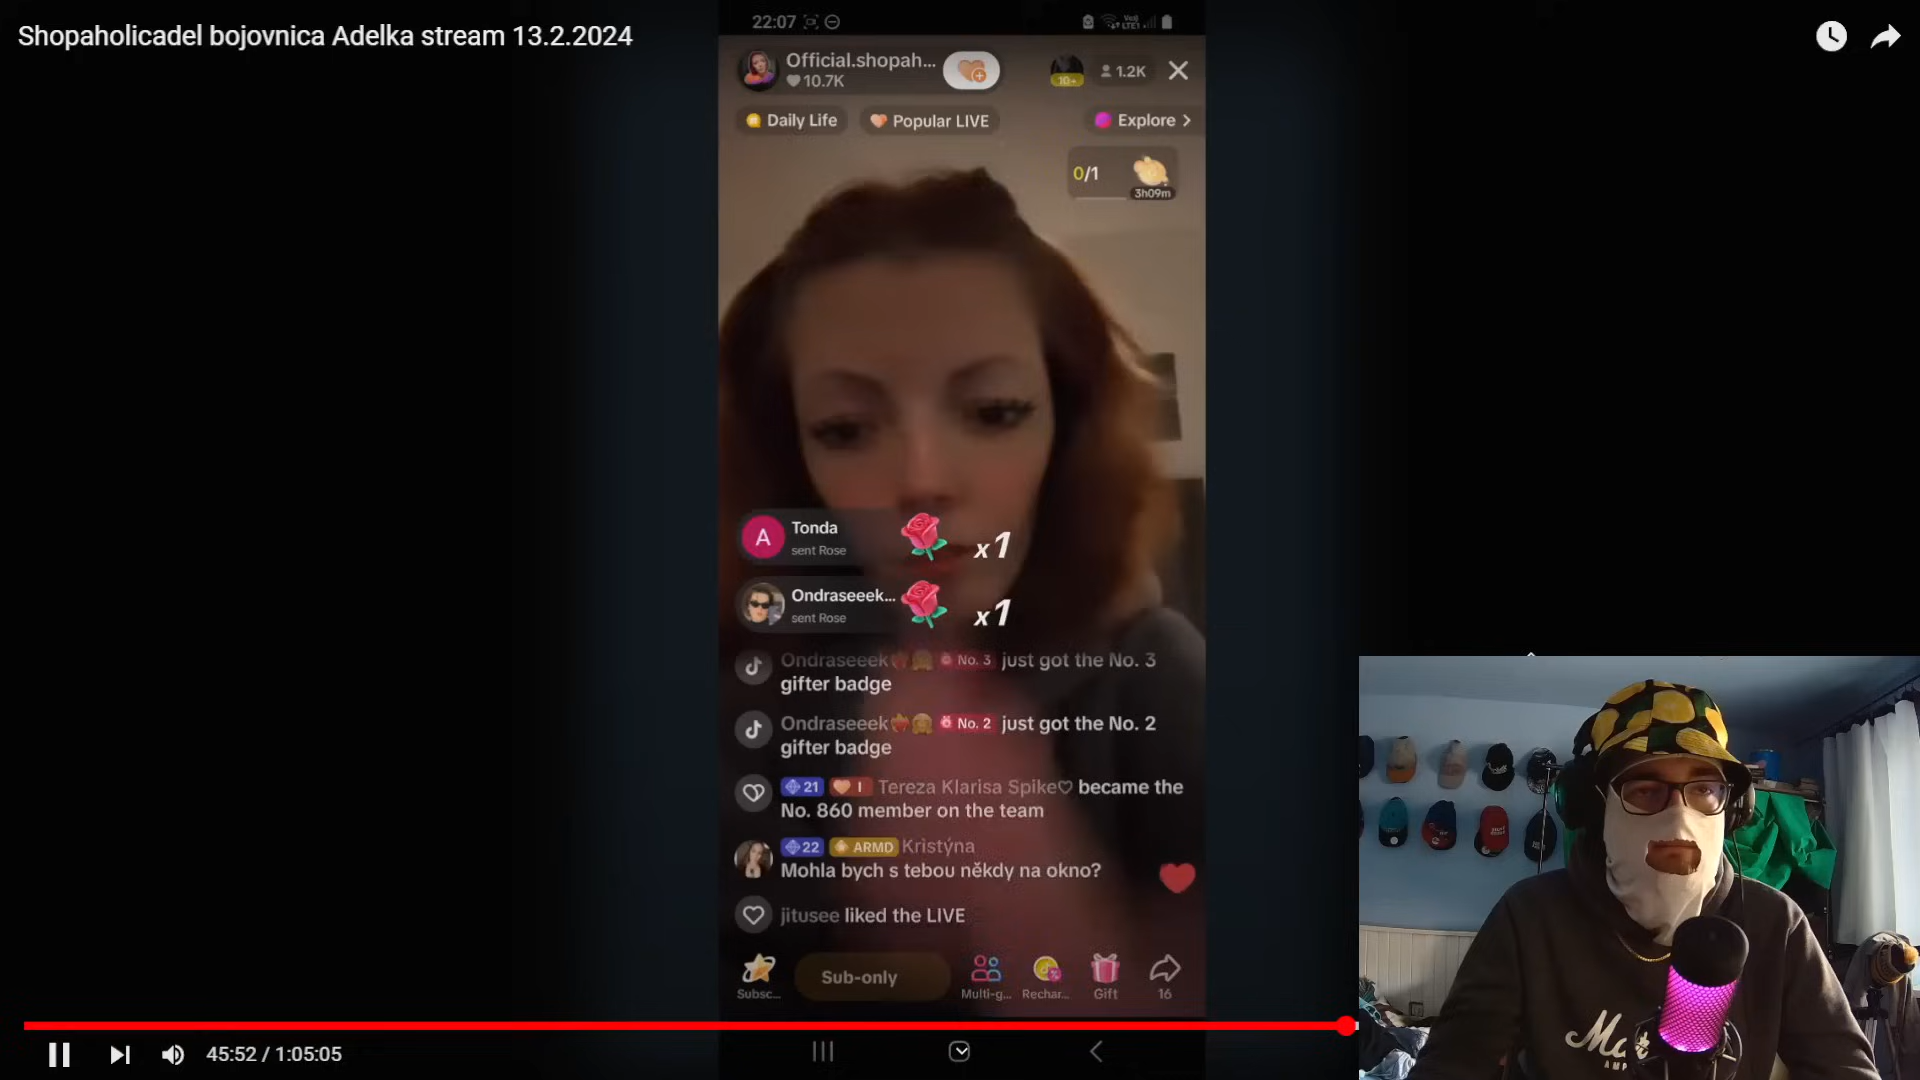 Shopaholicadel bojovnica Adelka stream 13.2.2024
22:07
Official.shopah...
10.7K
10+
1.2K
Daily Life
Popular LIVE
Explore
0/1
3h09m
A
Tonda
sent Rose
x1
Ondraseeek...
sent Rose
x1
Ondraseeek No. 3 just got the No. 3
gifter badge
Ondraseeek No. 2 just got the No. 2
gifter badge
21 I Tereza Klarisa Spike♡ became the
No. 860 member on the team
22 ARMD Kristýna
Mohla bych s tebou někdy na okno?
jitusee liked the LIVE
Subsc...
Sub-only
Multi-g...
Rechar...
Gift
16
45:52 / 1:05:05